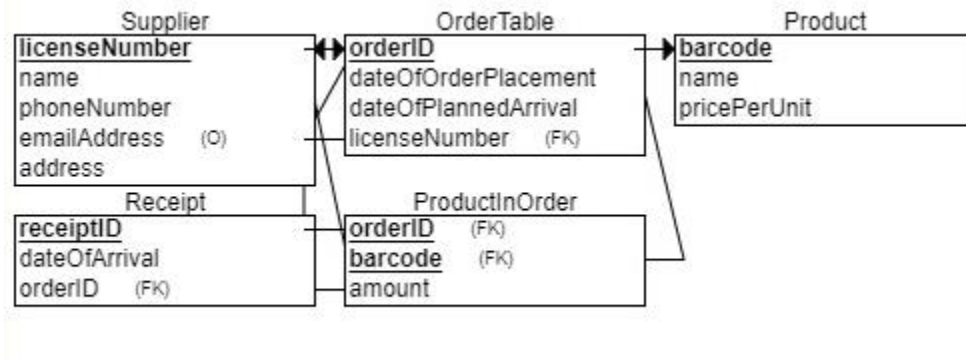 Supplier
licenseNumber
name
phoneNumber
emailAddress (O)
address
OrderTable
orderID
dateOfOrderPlacement
dateOfPlannedArrival
licenseNumber (FK)
Product
barcode
name
pricePerUnit
Receipt
receiptID
dateOfArrival
orderID (FK)
ProductInOrder
orderID (FK)
barcode (FK)
amount